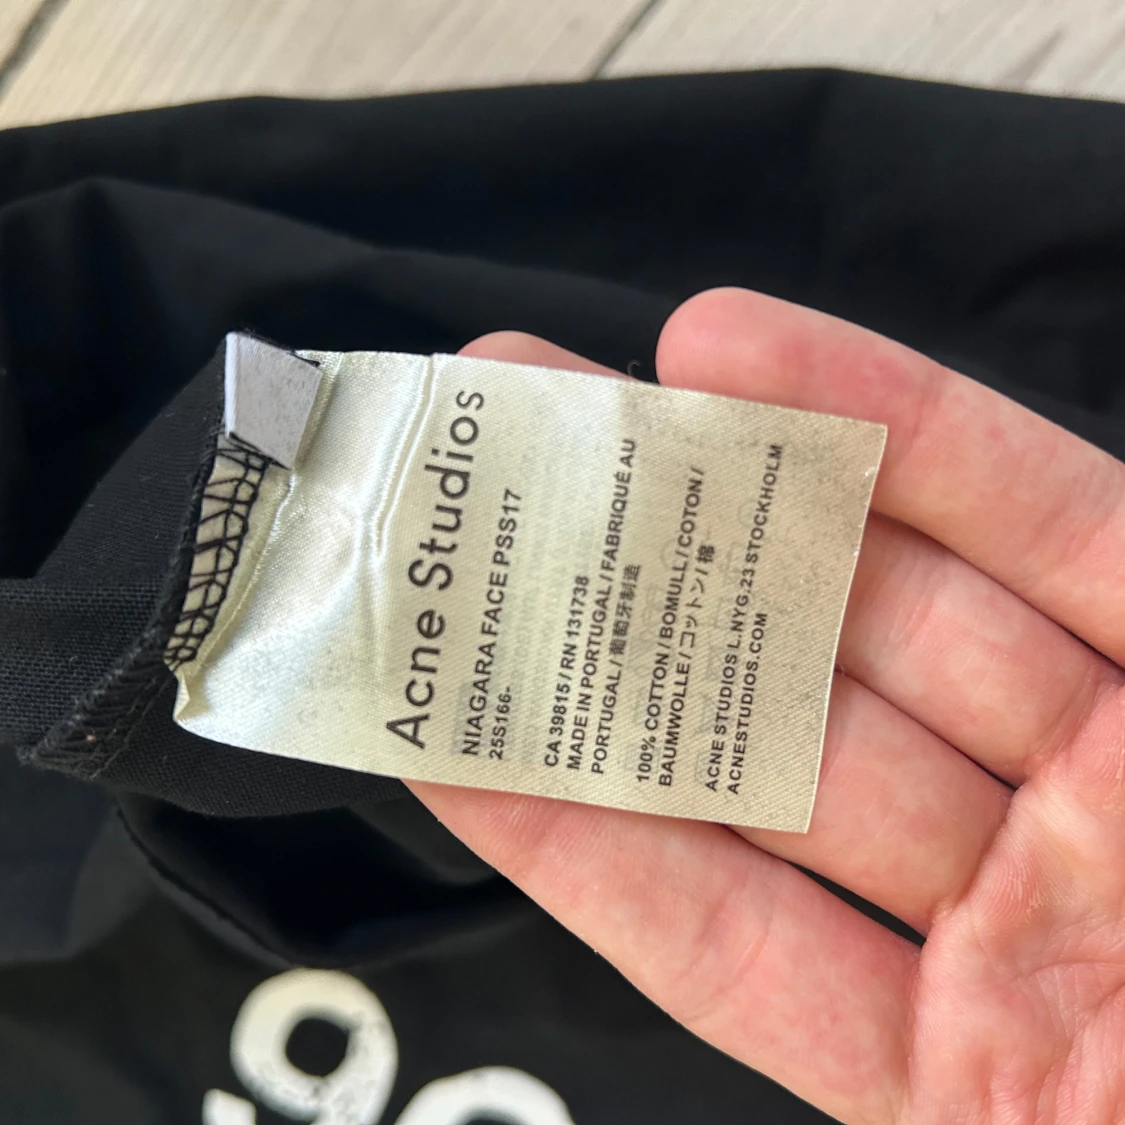 Acne Studios
NIAGARA FACE PSS17
25S166-
CA 39815 / RN 131738
MADE IN PORTUGAL / FABRIQUÉ AU
PORTUGAL / 葡萄牙制造
100% COTTON / BOMULL / COTON /
BAUMWOLLE / コットン / 棉
ACNE STUDIOS L.NYG.23 STOCKHOLM
ACNESTUDIOS.COM
9